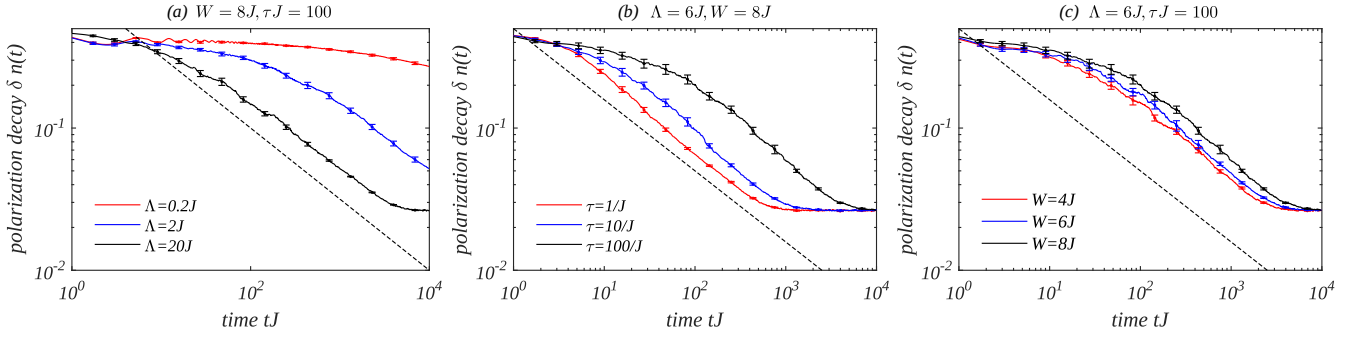 (a) W = 8J, τJ = 100
polarization decay δ n(t)
10^-1
10^-2
Λ=0.2J
Λ=2J
Λ=20J
10^0 10^2 10^4
time tJ
(b) Λ = 6J, W = 8J
polarization decay δ n(t)
10^-1
10^-2
τ=1/J
τ=10/J
τ=100/J
10^0 10^1 10^2 10^3 10^4
time tJ
(c) Λ = 6J, τJ = 100
polarization decay δ n(t)
10^-1
10^-2
W=4J
W=6J
W=8J
10^0 10^1 10^2 10^3 10^4
time tJ